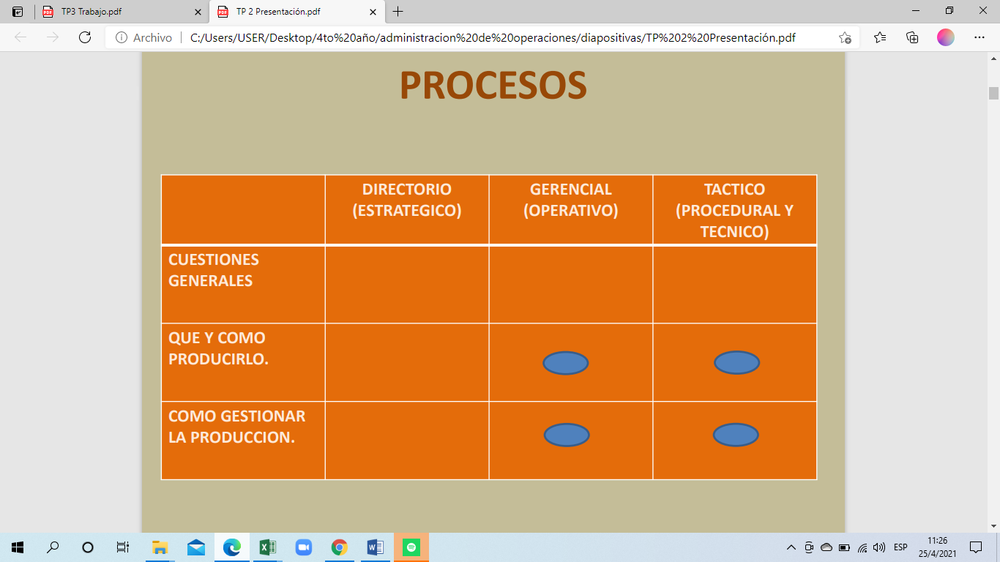 TP3 Trabajo.pdf
TP 2 Presentación.pdf
Archivo
C:/Users/USER/Desktop/4to%20año/administracion%20de%20operaciones/diapositivas/TP%202%20Presentación.pdf
PROCESOS
DIRECTORIO
(ESTRATEGICO)
GERENCIAL
(OPERATIVO)
TACTICO
(PROCEDURAL Y
TECNICO)
CUESTIONES
GENERALES
QUE Y COMO
PRODUCIRLO.
COMO GESTIONAR
LA PRODUCCION.
ESP
11:26
25/4/2021